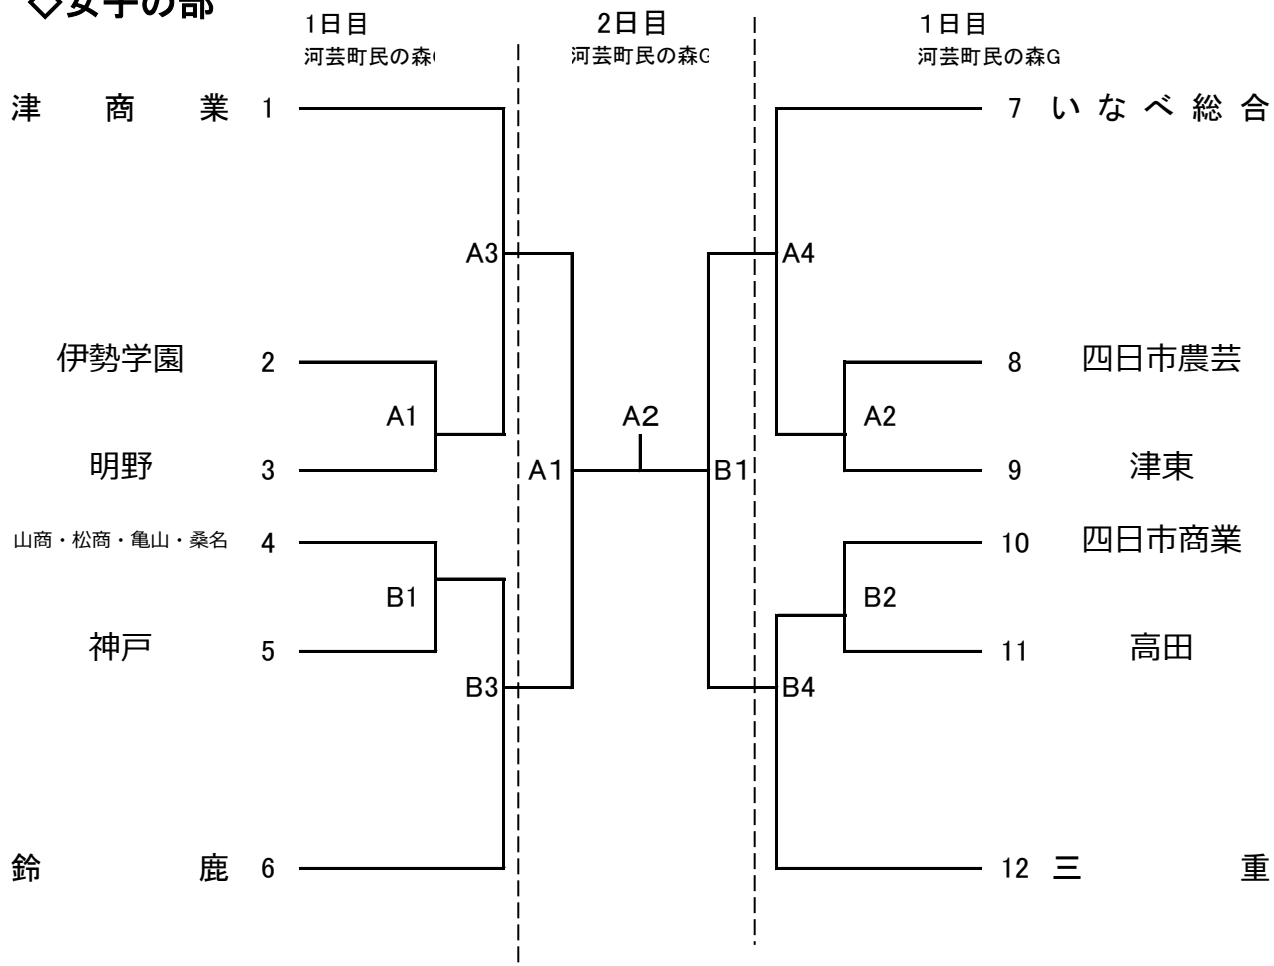 ◇女子の部
1日目 2日目 1日目
河芸町民の森 河芸町民の森G 河芸町民の森G
津商業 1 7 いなべ総合
A3 A4
伊勢学園 2 8 四日市農芸
A1 A2 A2
明野 3 A1 B1 9 津東
山商・松商・亀山・桑名 4 10 四日市商業
B1 B2
神戸 5 11 高田
B3 B4
鈴鹿 6 12 三重